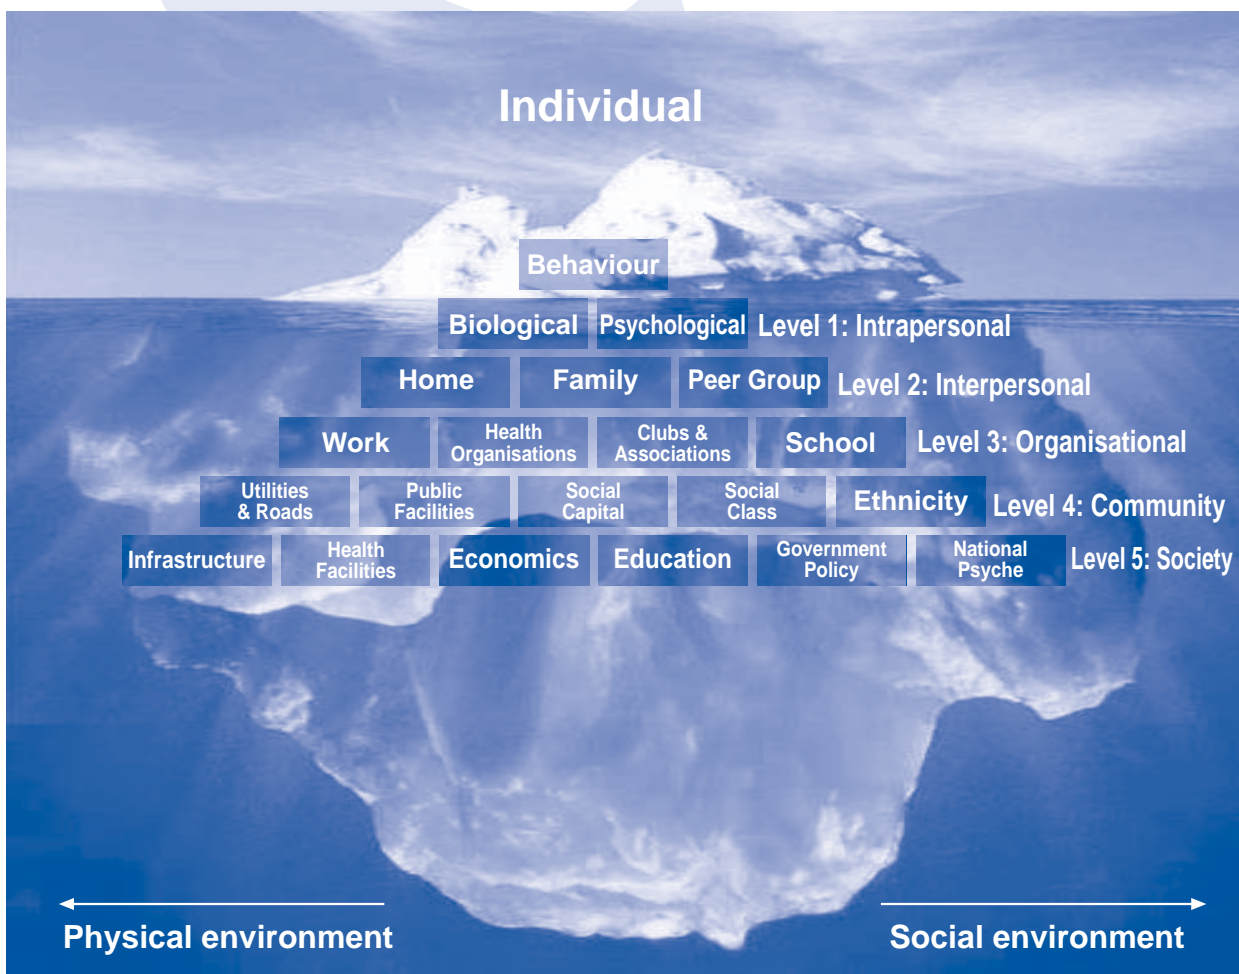 Individual
Behaviour
Biological Psychological Level 1: Intrapersonal
Home Family Peer Group Level 2: Interpersonal
Work Health Organisations Clubs & Associations School Level 3: Organisational
Utilities & Roads Public Facilities Social Capital Social Class Ethnicity Level 4: Community
Infrastructure Health Facilities Economics Education Government Policy National Psyche Level 5: Society
Physical environment Social environment